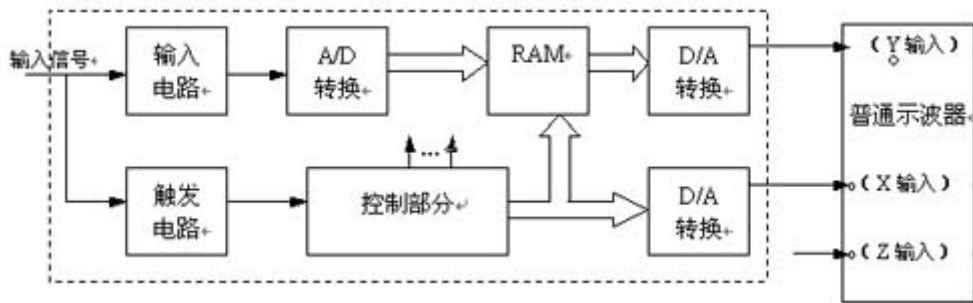 输入信号
输入
电路
A/D
转换
RAM
D/A
转换
(Y输入)
普通示波器
触发
电路
...
控制部分
D/A
转换
(X输入)
(Z输入)